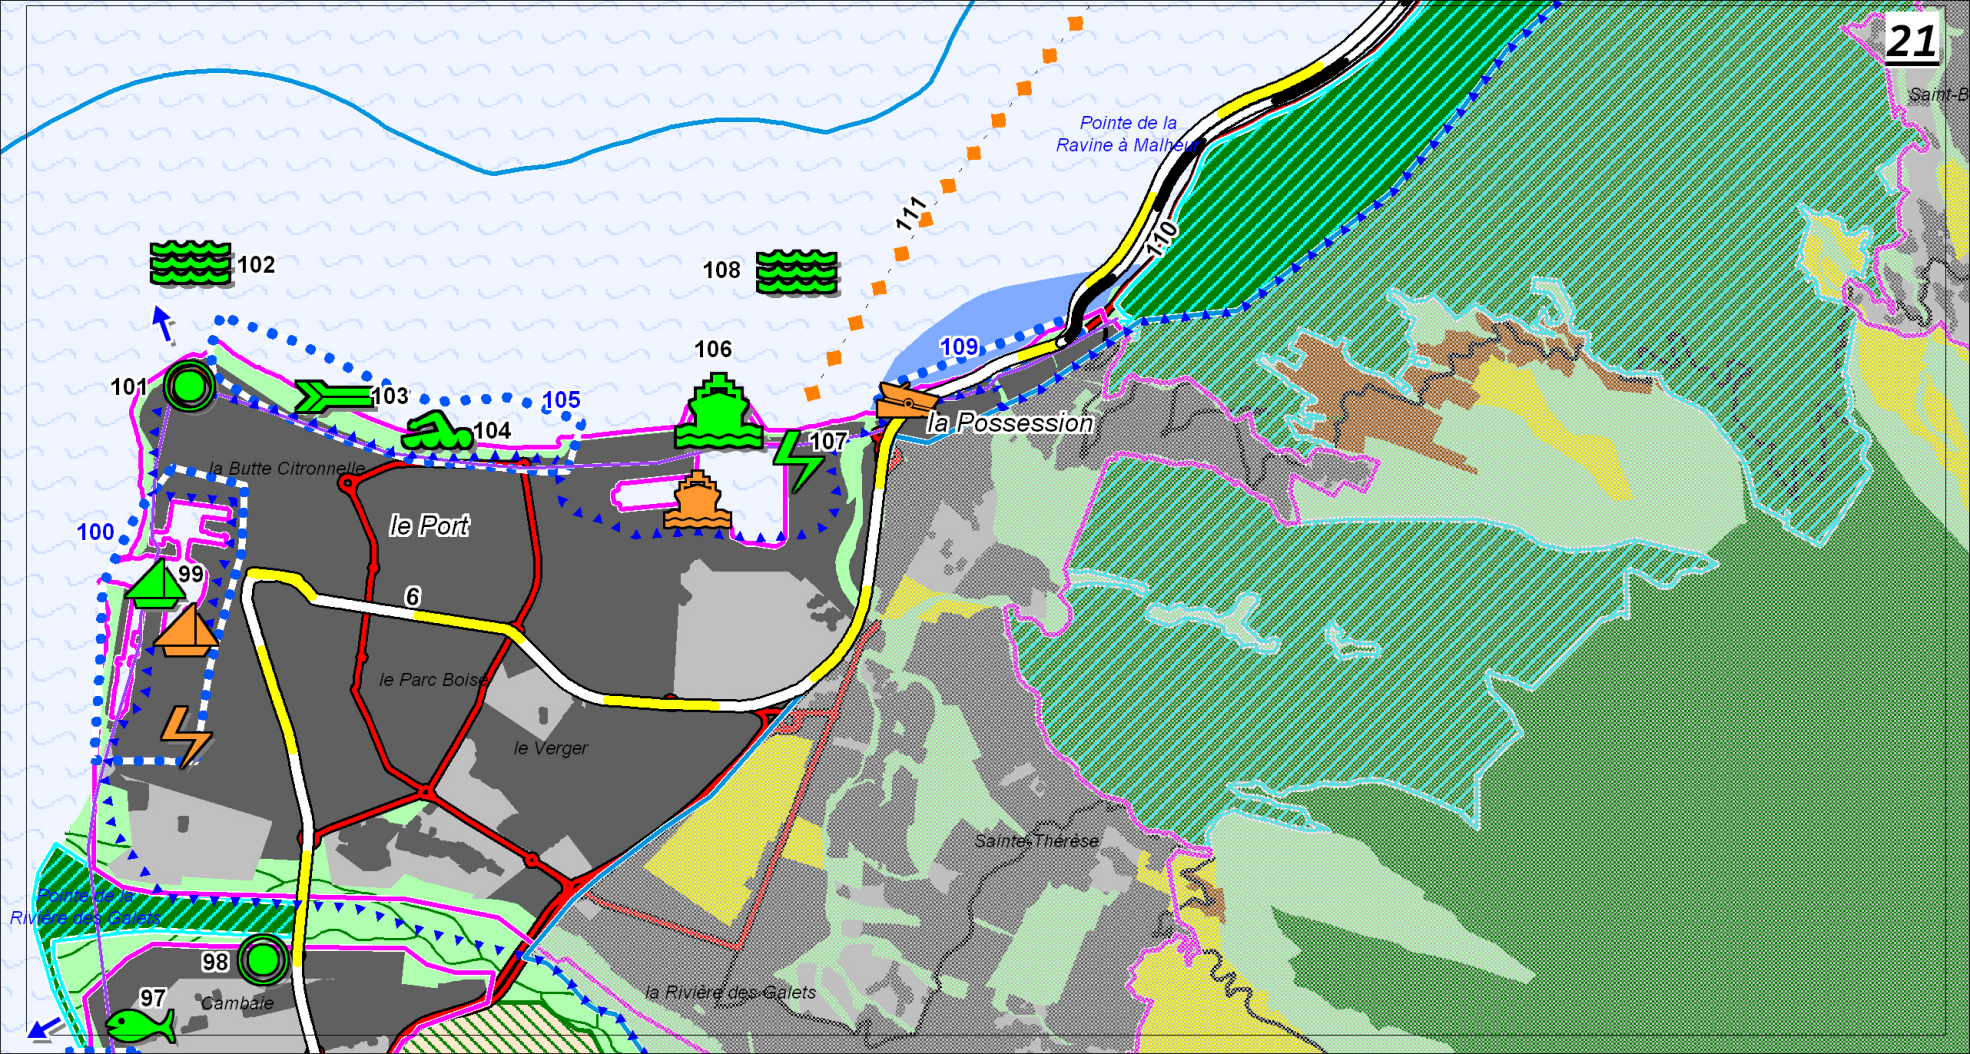 21
Saint-B
Pointe de la
Ravine à Malheur
111
110
102
108
106
109
101
103
105
104
107
la Possession
la Butte Citronnelle
le Port
100
99
6
le Parc Boisé
le Verger
Sainte-Thérèse
Pointe de la
Rivière des Galets
98
97
Cambaie
la Rivière des Galets